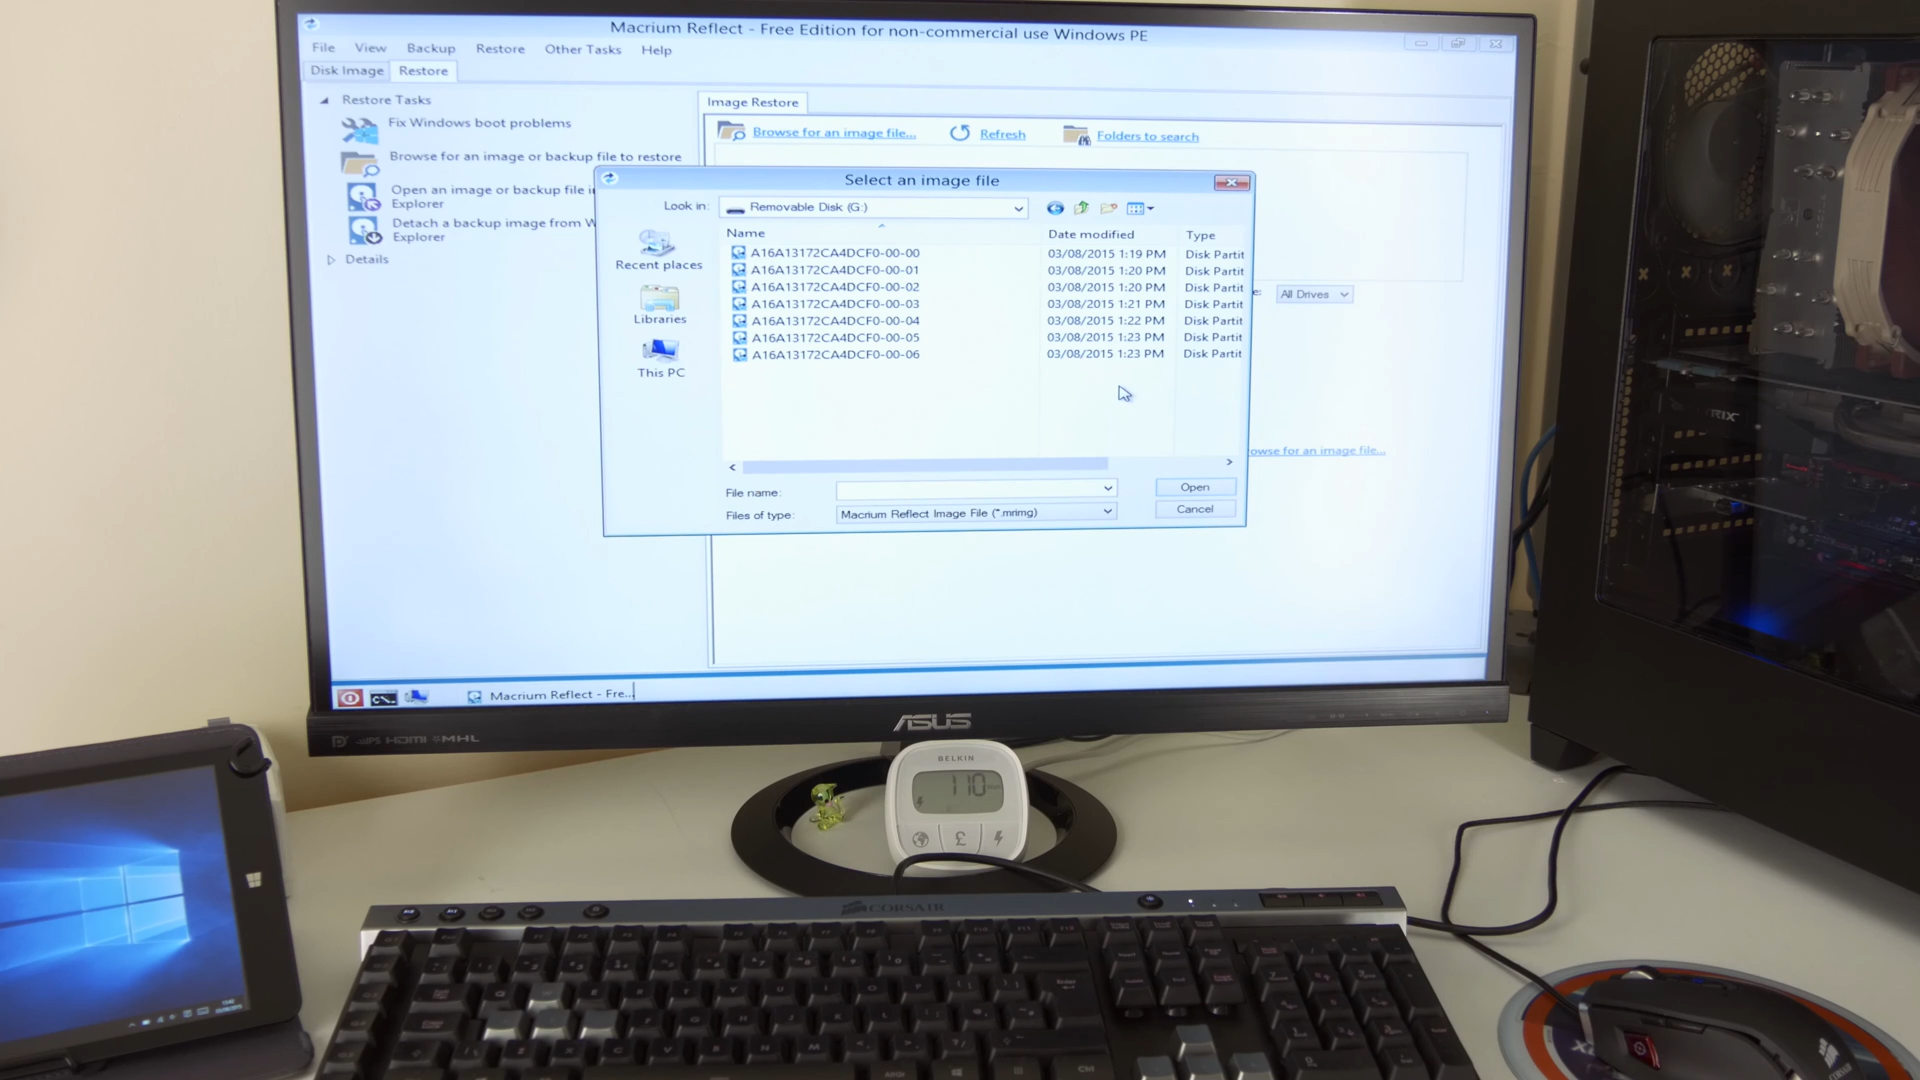 Macrium Reflect - Free Edition for non-commercial use Windows PE
File View Backup Restore Other Tasks Help
Disk Image Restore
Restore Tasks
Fix Windows boot problems
Browse for an image or backup file to restore
Open an image or backup file in
Explorer
Detach a backup image from W
Explorer
Details
Image Restore
Browse for an image file... Refresh Folders to search
Select an image file
Look in: Removable Disk (G:)
Recent places
Libraries
This PC
Name Date modified Type
A16A13172CA4DCF0-00-00 03/08/2015 1:19 PM Disk Partit
A16A13172CA4DCF0-00-01 03/08/2015 1:20 PM Disk Partit
A16A13172CA4DCF0-00-02 03/08/2015 1:20 PM Disk Partit
A16A13172CA4DCF0-00-03 03/08/2015 1:21 PM Disk Partit
A16A13172CA4DCF0-00-04 03/08/2015 1:22 PM Disk Partit
A16A13172CA4DCF0-00-05 03/08/2015 1:23 PM Disk Partit
A16A13172CA4DCF0-00-06 03/08/2015 1:23 PM Disk Partit
File name: Open
Files of type: Macrium Reflect Image File (*.mrimg) Cancel
e: All Drives
owse for an image file...
Macrium Reflect - Fre...
ASUS
IPS HDMI MHL
BELKIN
110
£
CORSAIR
Enter
Ctrl